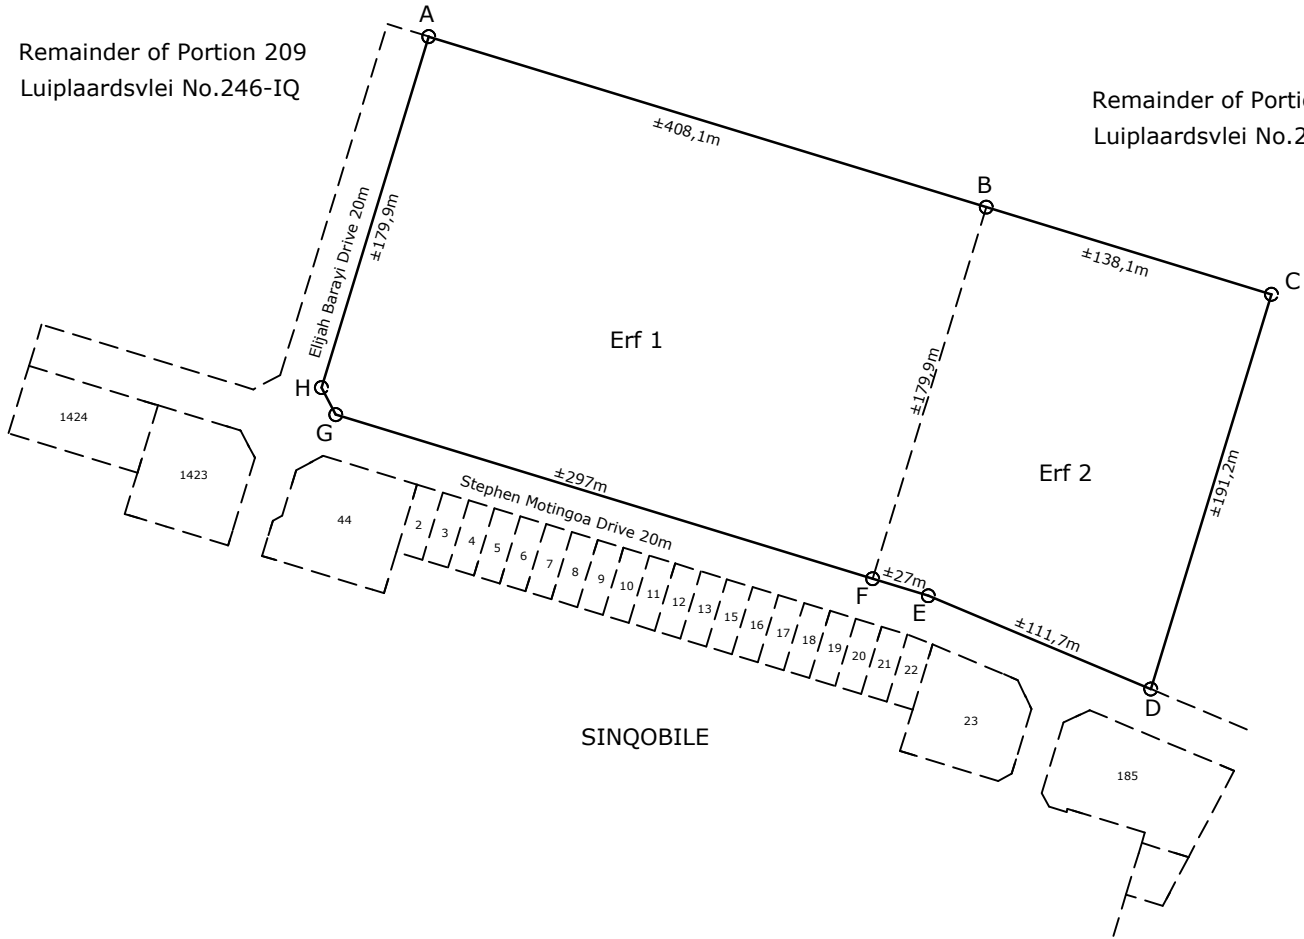 A
Remainder of Portion 209
Luiplaardsvlei No.246-IQ
Remainder of Portio
Luiplaardsvlei No.2
±408,1m
B
Elijah Barayi Drive 20m
±179,9m
±138,1m
C
Erf 1
±179,9m
H
G
1424
1423
Erf 2
±191,2m
±297m
Stephen Motingoa Drive 20m
44
2
3
4
5
6
7
8
9
10
11
12
13
15
16
17
18
19
20
21
22
F
±27m
E
±111,7m
D
23
SINQOBILE
185